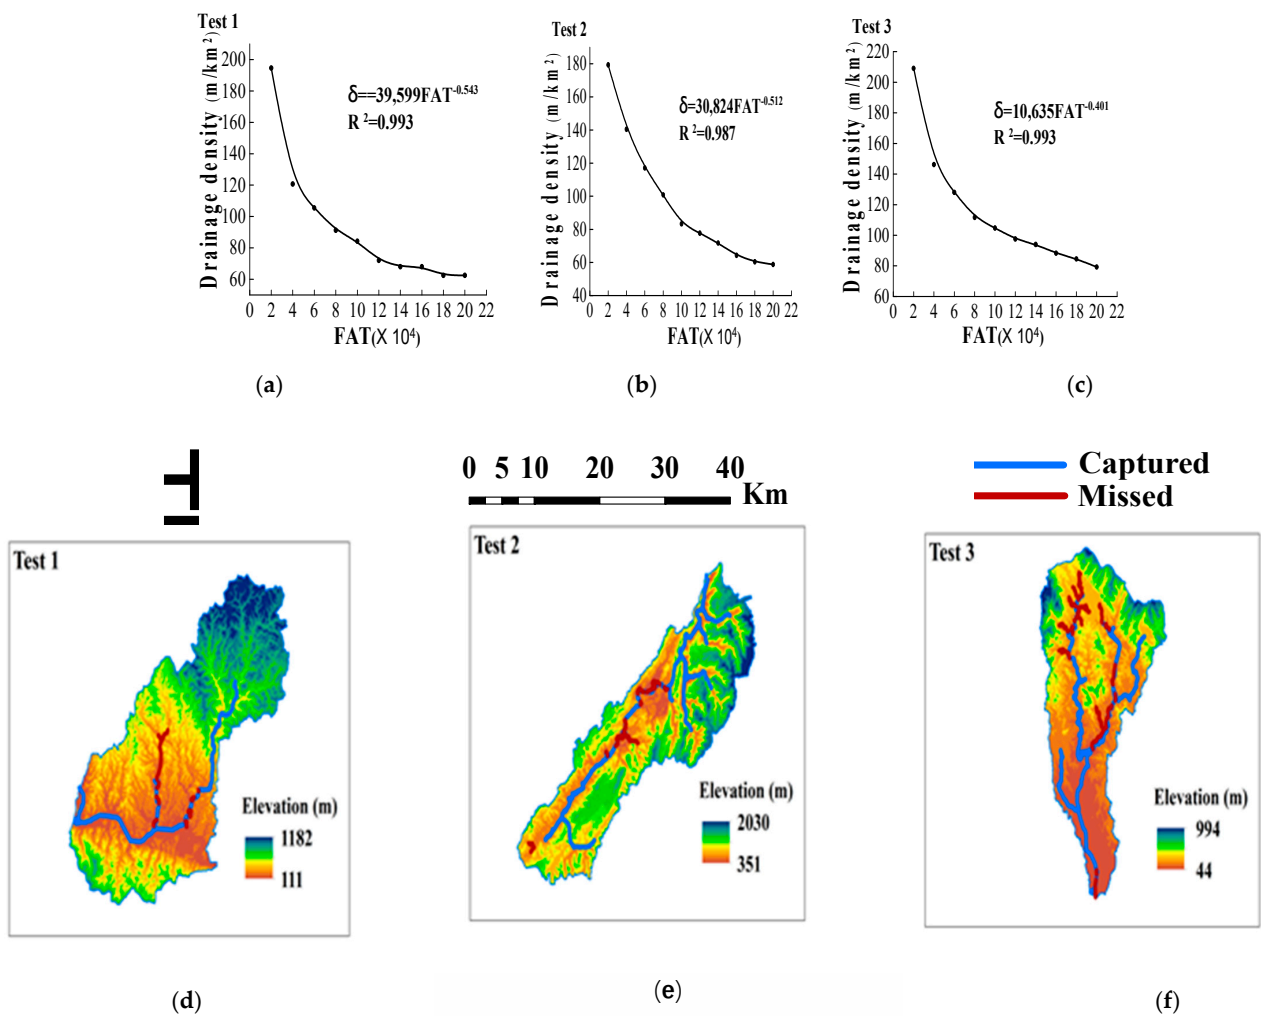 Test 1
200
180
160
140
120
100
80
60
Drainage density (m/km²)
δ==39,599FAT^-0.543
R²=0.993
0 2 4 6 8 10 12 14 16 18 20 22
FAT(X 10⁴)
(a)
Test 2
180
160
140
120
100
80
60
40
Drainage density (m/km²)
δ=30,824FAT^-0.512
R²=0.987
0 2 4 6 8 10 12 14 16 18 20 22
FAT(X 10⁴)
(b)
Test 3
220
200
180
160
140
120
100
80
60
Drainage density (m/km²)
δ=10,635FAT^-0.401
R²=0.993
0 2 4 6 8 10 12 14 16 18 20 22
FAT(X 10⁴)
(c)
0 5 10 20 30 40
Km
Captured
Missed
Test 1
Elevation (m)
1182
111
(d)
Test 2
Elevation (m)
2030
351
(e)
Test 3
Elevation (m)
994
44
(f)